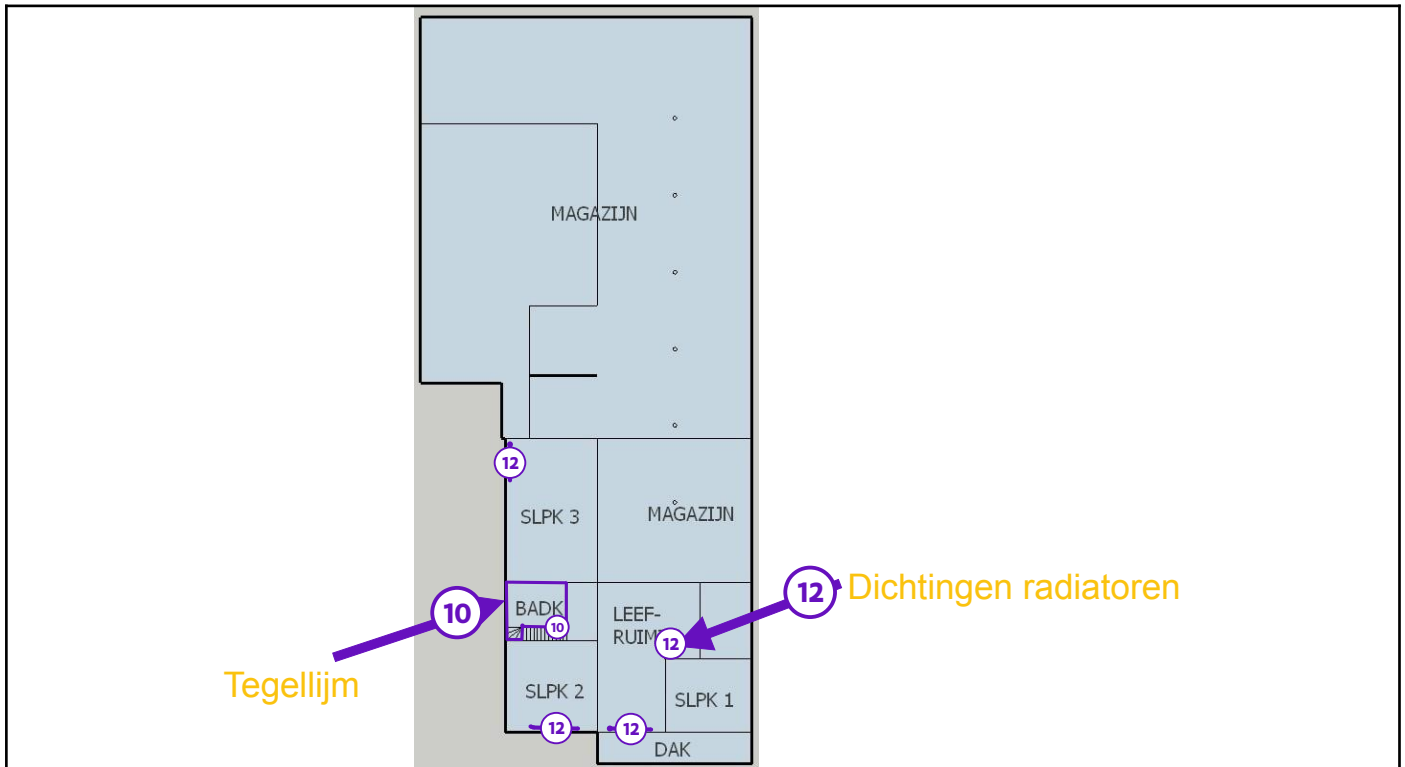 MAGAZIJN
12
SLPK 3
MAGAZIJN
12 Dichtingen radiatoren
10
BADK
10
LEEF-
RUIM
12
Tegellijm
SLPK 2
SLPK 1
12
12
DAK